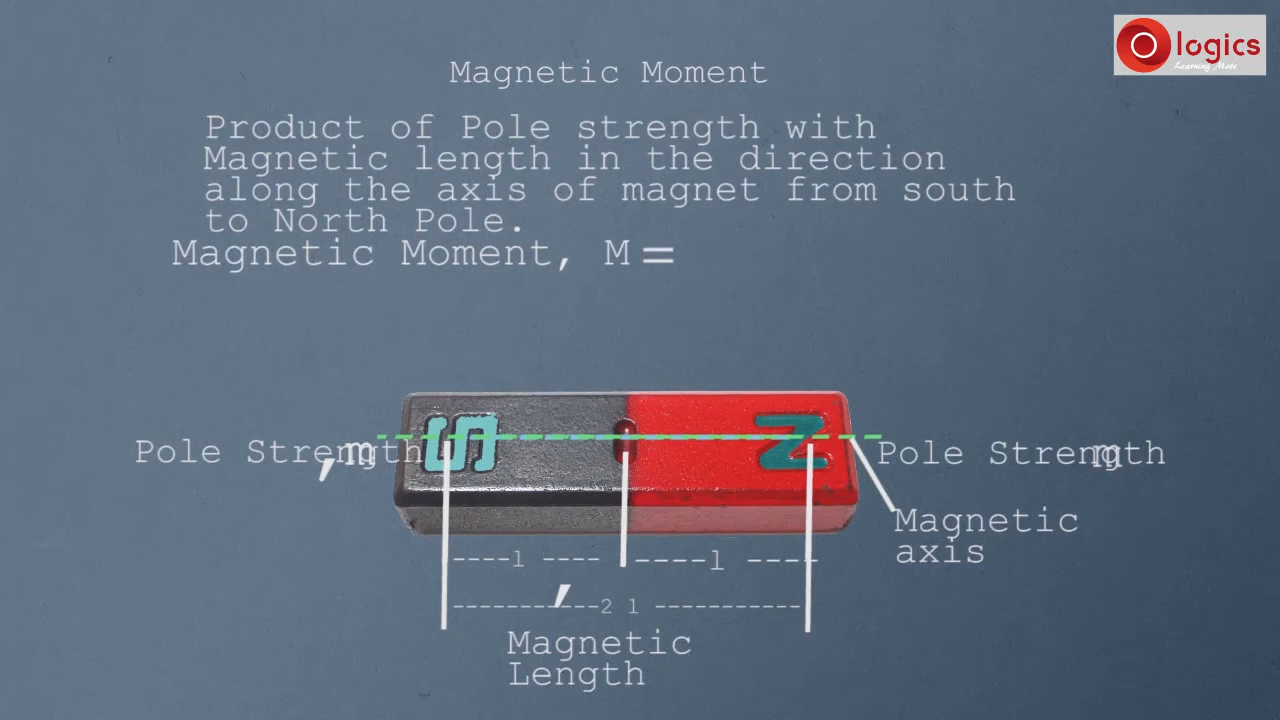 logics
Learning Mate
Magnetic Moment
Product of Pole strength with
Magnetic length in the direction
along the axis of magnet from south
to North Pole.
Magnetic Moment, M =
S
N
Pole Strength, m
Pole Strength m
Magnetic
axis
----l ---- ----l ----
-----------2 l -----------
,
Magnetic
Length